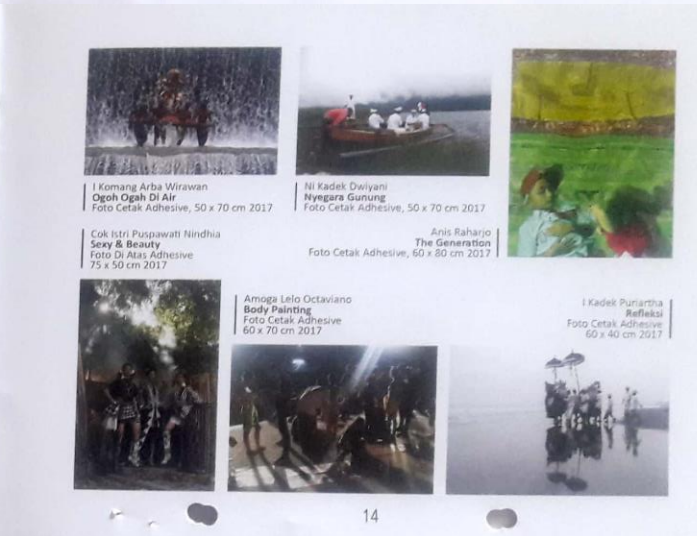 I Komang Arba Wirawan
Ogoh Ogah Di Air
Foto Cetak Adhesive, 50 x 70 cm 2017
Ni Kadek Dwiyani
Nyegara Gunung
Foto Cetak Adhesive, 50 x 70 cm 2017
Cok Istri Puspawati Nindhia
Sexy & Beauty
Foto Di Atas Adhesive
75 x 50 cm 2017
Anis Raharjo
The Generation
Foto Cetak Adhesive, 60 x 80 cm 2017
Amoga Lelo Octaviano
Body Painting
Foto Cetak Adhesive
60 x 70 cm 2017
I Kadek Puriartha
Refleksi
Foto Cetak Adhesive
60 x 40 cm 2017
14